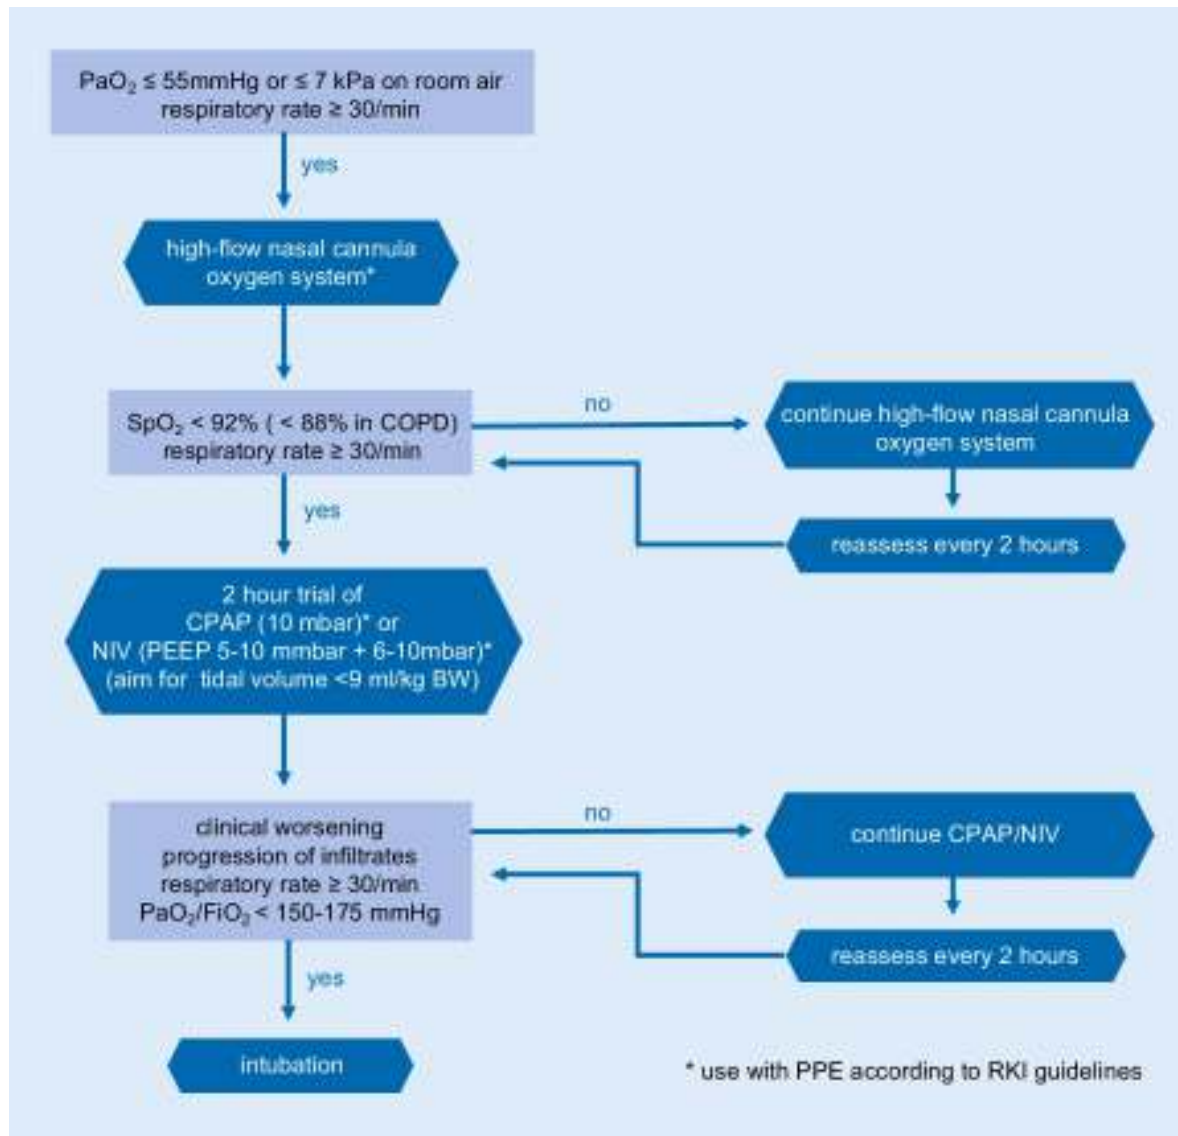 PaO₂ ≤ 55mmHg or ≤ 7 kPa on room air
respiratory rate ≥ 30/min
yes
high-flow nasal cannula
oxygen system*
SpO₂ < 92% ( < 88% in COPD)
respiratory rate ≥ 30/min
no
continue high-flow nasal cannula
oxygen system
reassess every 2 hours
yes
2 hour trial of
CPAP (10 mbar)* or
NIV (PEEP 5-10 mmbar + 6-10mbar)*
(aim for tidal volume <9 ml/kg BW)
clinical worsening
progression of infiltrates
respiratory rate ≥ 30/min
PaO₂/FiO₂ < 150-175 mmHg
no
continue CPAP/NIV
reassess every 2 hours
yes
intubation
* use with PPE according to RKI guidelines